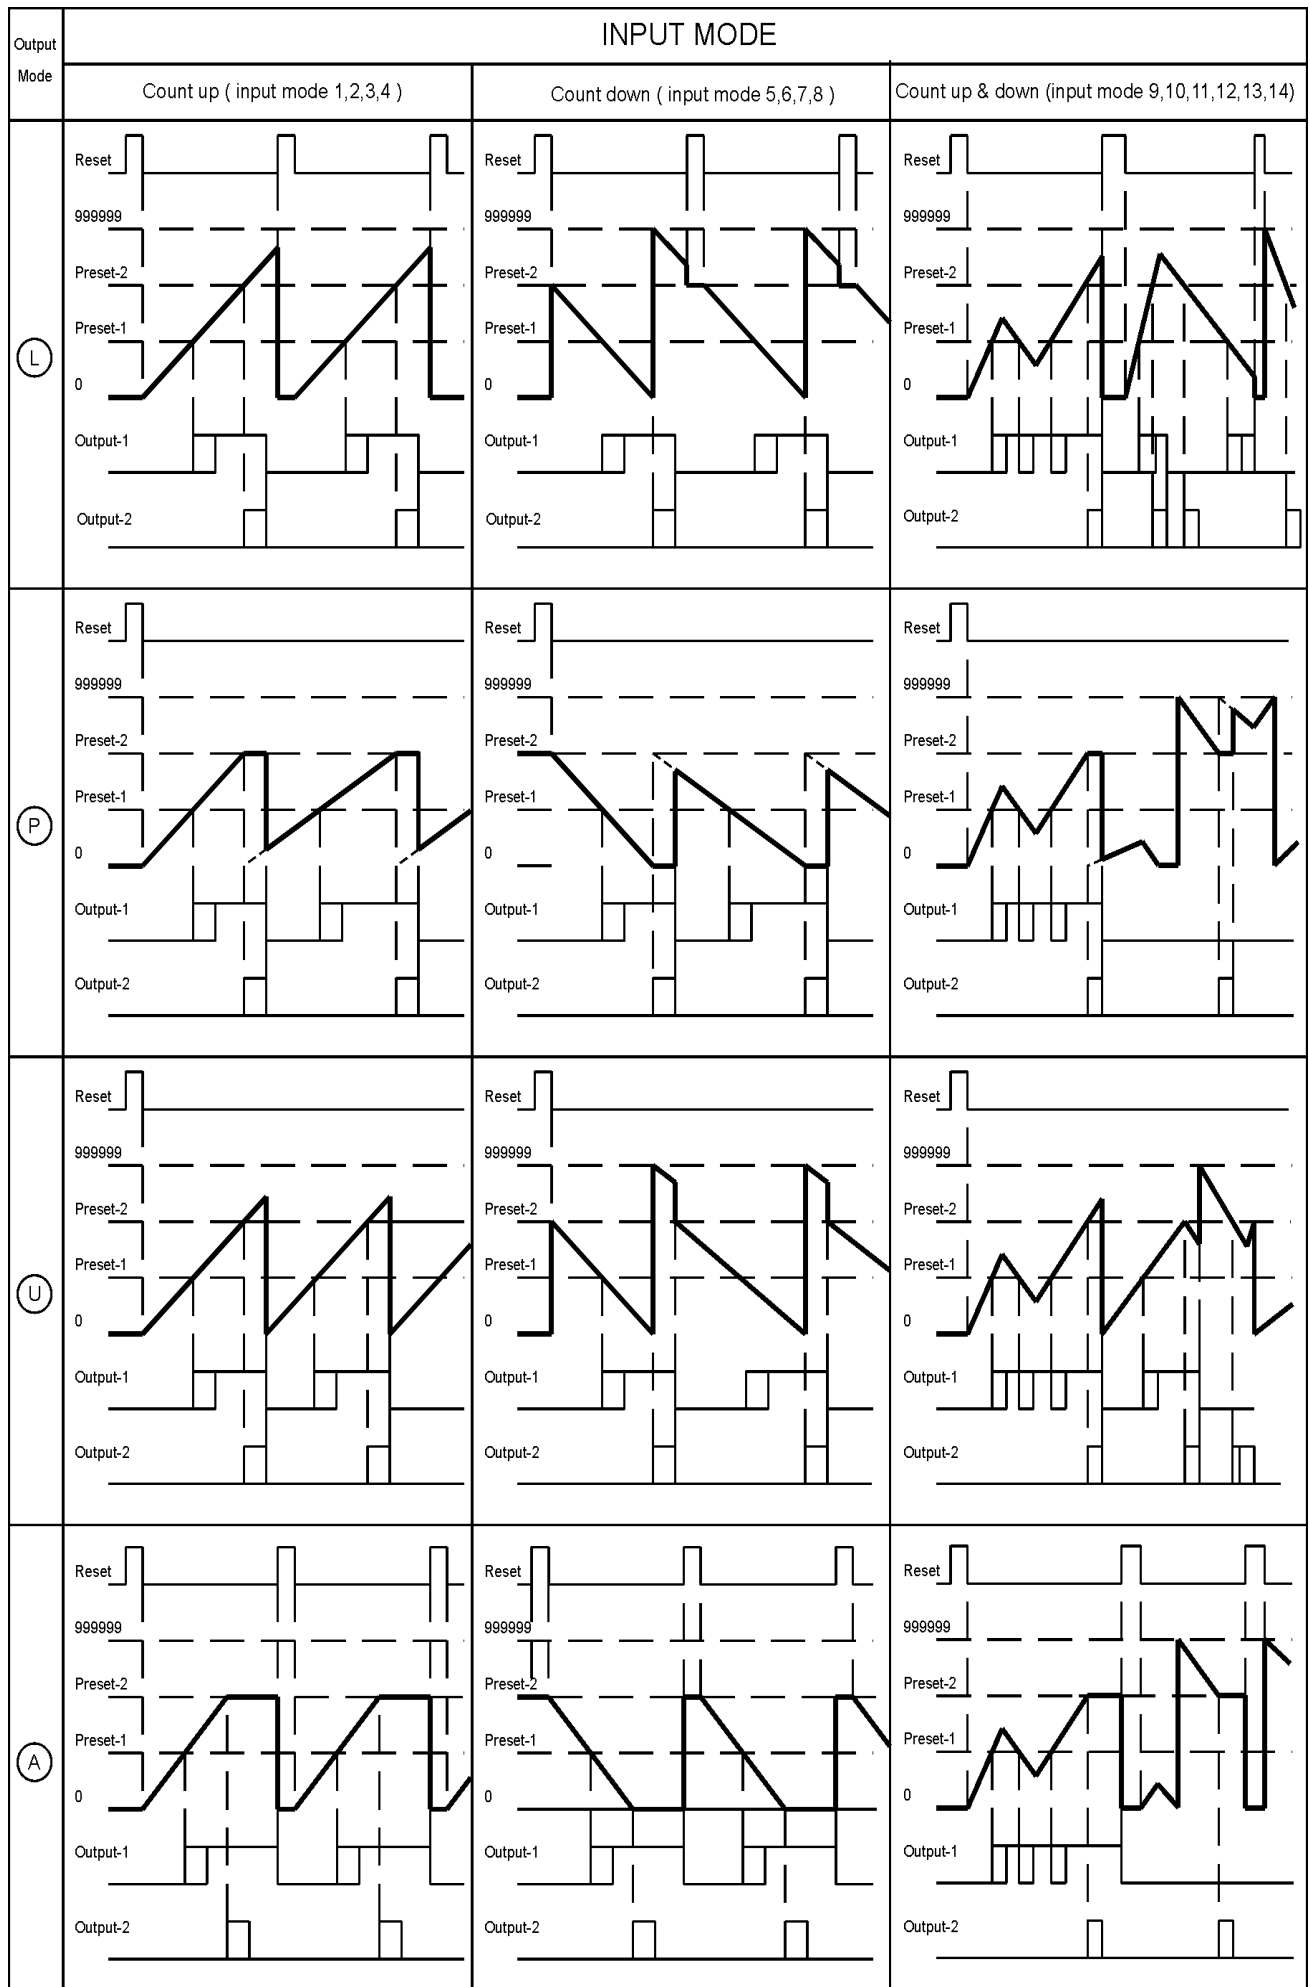 Output
Mode
INPUT MODE
Count up ( input mode 1,2,3,4 )
Count down ( input mode 5,6,7,8 )
Count up & down (input mode 9,10,11,12,13,14)
L
Reset
999999
Preset-2
Preset-1
0
Output-1
Output-2
Reset
999999
Preset-2
Preset-1
0
Output-1
Output-2
Reset
999999
Preset-2
Preset-1
0
Output-1
Output-2
P
Reset
999999
Preset-2
Preset-1
0
Output-1
Output-2
Reset
999999
Preset-2
Preset-1
0
Output-1
Output-2
Reset
999999
Preset-2
Preset-1
0
Output-1
Output-2
U
Reset
999999
Preset-2
Preset-1
0
Output-1
Output-2
Reset
999999
Preset-2
Preset-1
0
Output-1
Output-2
Reset
999999
Preset-2
Preset-1
0
Output-1
Output-2
A
Reset
999999
Preset-2
Preset-1
0
Output-1
Output-2
Reset
999999
Preset-2
Preset-1
0
Output-1
Output-2
Reset
999999
Preset-2
Preset-1
0
Output-1
Output-2